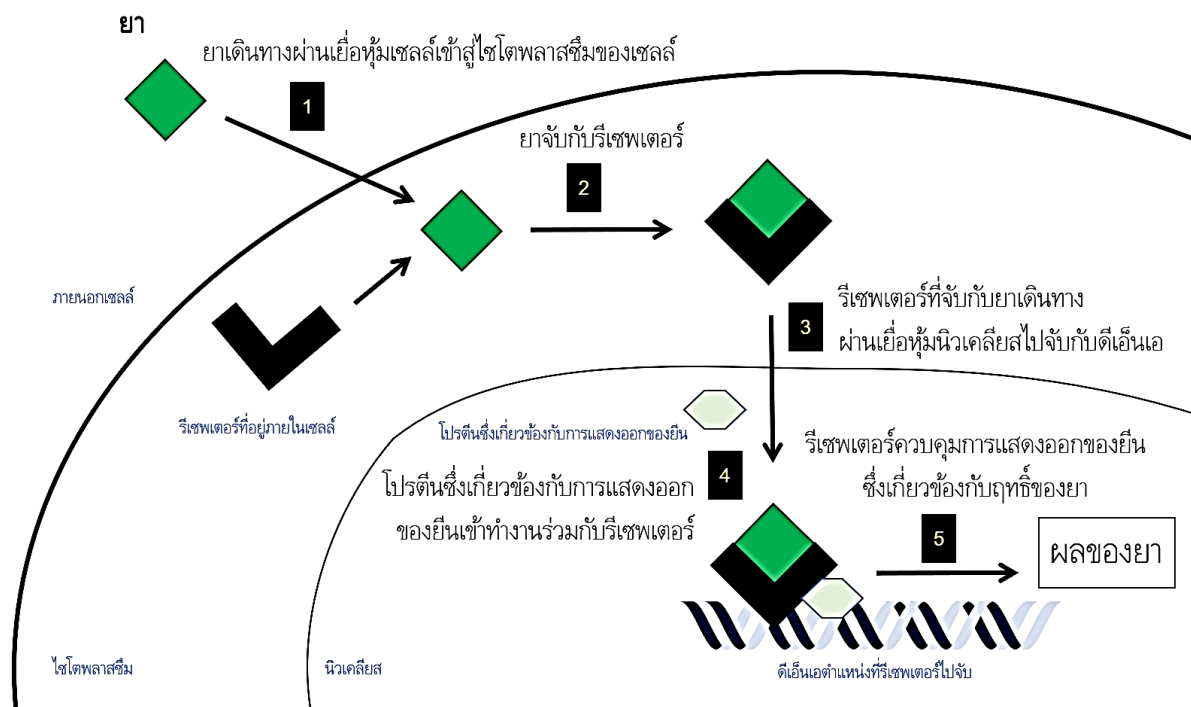 ยา
ยาเดินทางผ่านเยื่อหุ้มเซลล์เข้าสู่ไซโตพลาสซึมของเซลล์
1
ยาจับกับรีเซพเตอร์
2
ภายนอกเซลล์
รีเซพเตอร์ที่จับกับยาเดินทาง
3
ผ่านเยื่อหุ้มนิวเคลียสไปจับกับดีเอ็นเอ
รีเซพเตอร์ที่อยู่ภายในเซลล์
โปรตีนซึ่งเกี่ยวข้องกับการแสดงออกของยีน
4
โปรตีนซึ่งเกี่ยวข้องกับการแสดงออก
ของยีนเข้าทำงานร่วมกับรีเซพเตอร์
รีเซพเตอร์ควบคุมการแสดงออกของยีน
ซึ่งเกี่ยวข้องกับฤทธิ์ของยา
5
ผลของยา
ไซโตพลาสซึม
นิวเคลียส
ดีเอ็นเอตำแหน่งที่รีเซพเตอร์ไปจับ